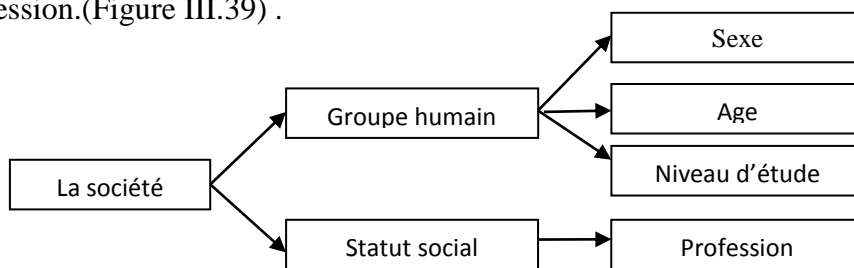 ession.(Figure III.39) .
Sexe
Groupe humain
Age
La société
Niveau d’étude
Statut social
Profession